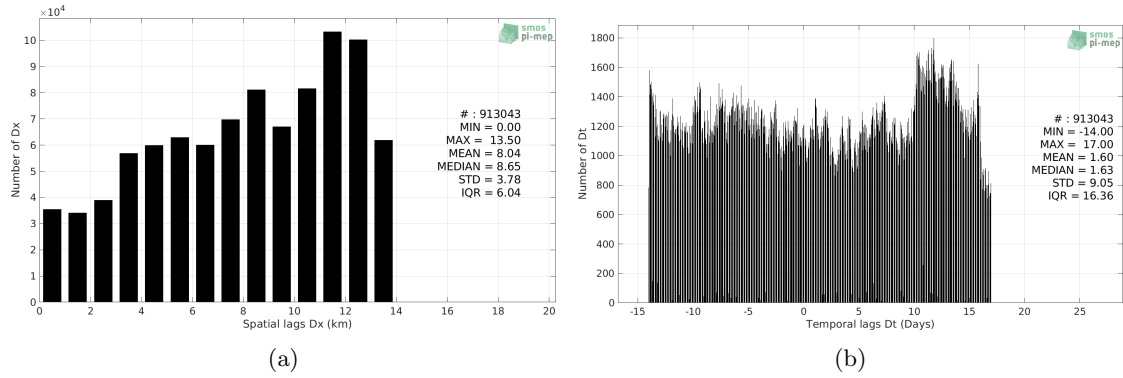 ×10⁴
10
9
8
7
6
5
4
3
2
1
0
0 2 4 6 8 10 12 14 16 18 20
Number of Dx
Spatial lags Dx (km)
smos
pi-mep
# : 913043
MIN = 0.00
MAX = 13.50
MEAN = 8.04
MEDIAN = 8.65
STD = 3.78
IQR = 6.04
(a)
1800
1600
1400
1200
1000
800
600
400
200
0
-15 -10 -5 0 5 10 15 20 25
Number of Dt
Temporal lags Dt (Days)
smos
pi-mep
# : 913043
MIN = -14.00
MAX = 17.00
MEAN = 1.60
MEDIAN = 1.63
STD = 9.05
IQR = 16.36
(b)